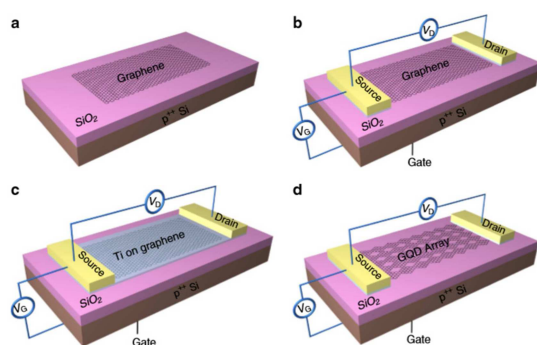 a
Graphene
SiO2
p++ Si
b
VD
Drain
Graphene
Source
VG
SiO2
p++ Si
Gate
c
VD
Drain
Ti on graphene
Source
VG
SiO2
p++ Si
Gate
d
VD
Drain
GQD Array
Source
VG
SiO2
p++ Si
Gate